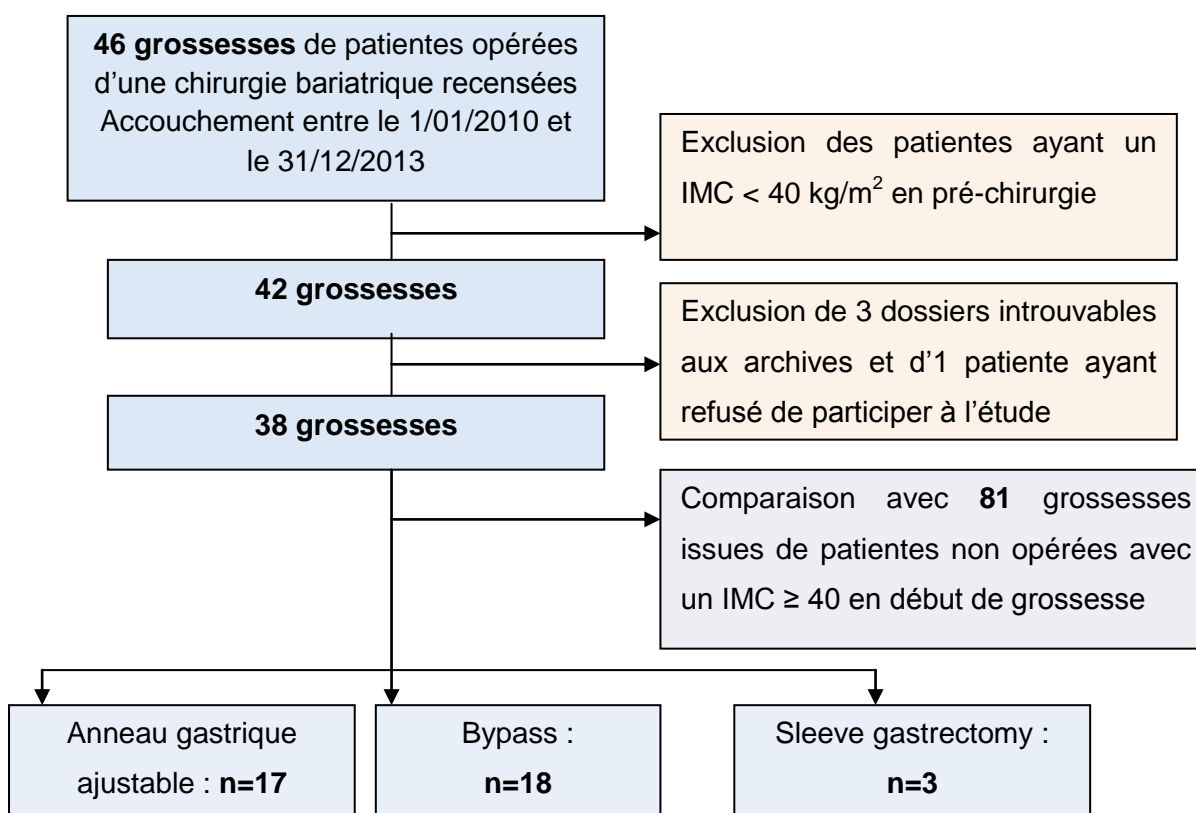 46 grossesses de patientes opérées
d’une chirurgie bariatrique recensées
Accouchement entre le 1/01/2010 et
le 31/12/2013
Exclusion des patientes ayant un
IMC < 40 kg/m² en pré-chirurgie
42 grossesses
Exclusion de 3 dossiers introuvables
aux archives et d’1 patiente ayant
refusé de participer à l’étude
38 grossesses
Comparaison avec 81 grossesses
issues de patientes non opérées avec
un IMC ≥ 40 en début de grossesse
Anneau gastrique
ajustable : n=17
Bypass :
n=18
Sleeve gastrectomy :
n=3